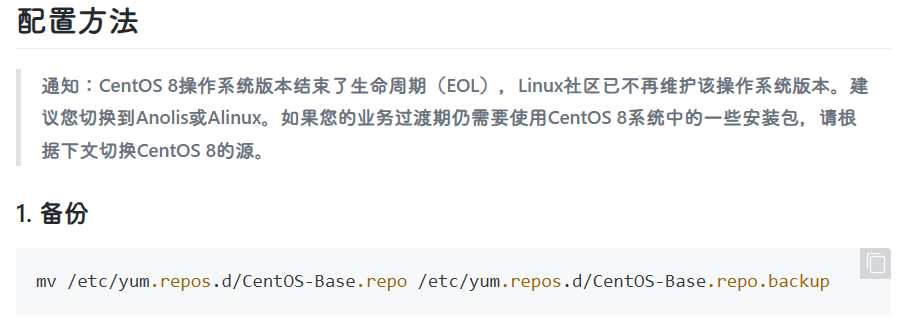 配置方法
通知：CentOS 8操作系统版本结束了生命周期（EOL），Linux社区已不再维护该操作系统版本。建
议您切换到Anolis或Alinux。如果您的业务过渡期仍需要使用CentOS 8系统中的一些安装包，请根
据下文切换CentOS 8的源。
1. 备份
mv /etc/yum.repos.d/CentOS-Base.repo /etc/yum.repos.d/CentOS-Base.repo.backup